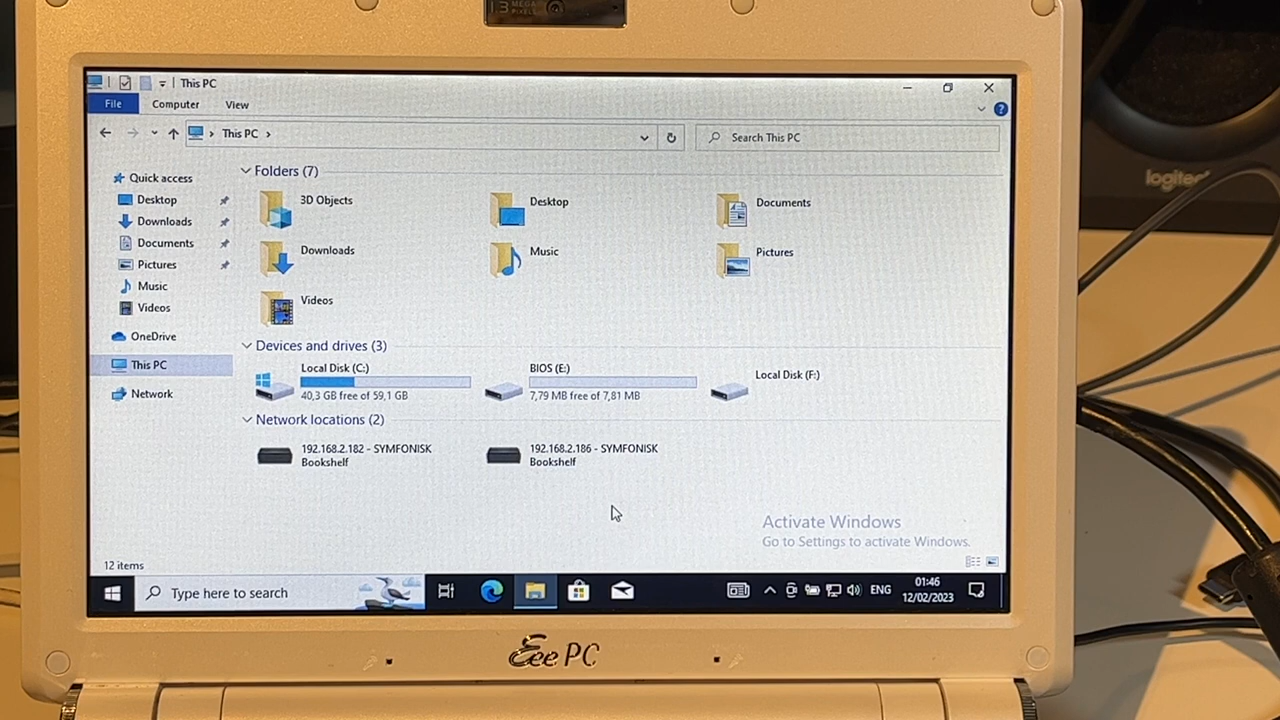 1.3 MEGA PIXEL
This PC
File Computer View
This PC
Search This PC
Quick access
Desktop
Downloads
Documents
Pictures
Music
Videos
OneDrive
This PC
Network
Folders (7)
3D Objects
Desktop
Documents
Downloads
Music
Pictures
Videos
Devices and drives (3)
Local Disk (C:)
40,3 GB free of 59,1 GB
BIOS (E:)
7,79 MB free of 7,81 MB
Local Disk (F:)
Network locations (2)
192.168.2.182 - SYMFONISK
Bookshelf
192.168.2.186 - SYMFONISK
Bookshelf
Activate Windows
Go to Settings to activate Windows.
12 items
Type here to search
ENG
01:46
12/02/2023
Eee PC
logitech